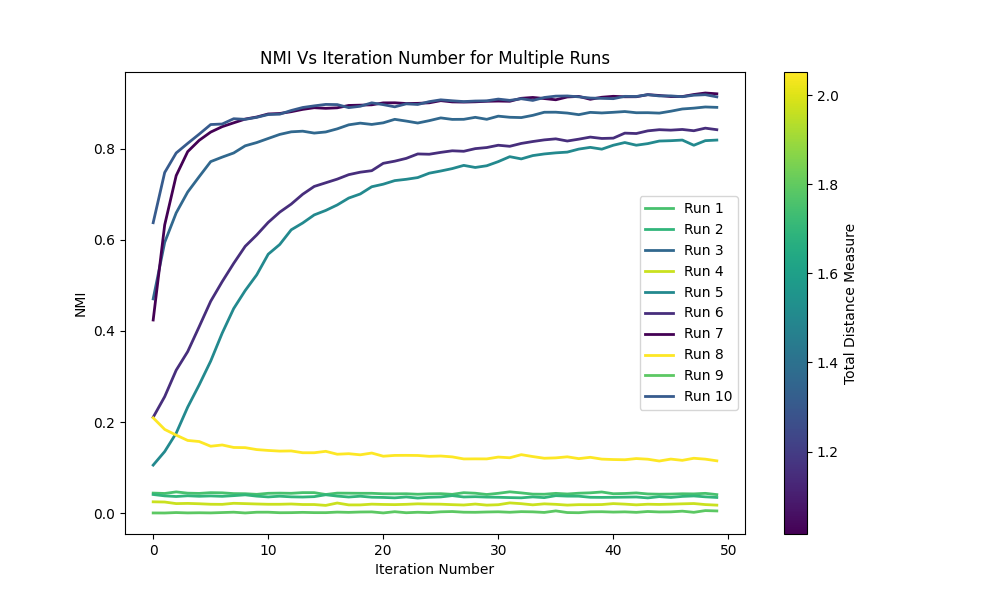 NMI Vs Iteration Number for Multiple Runs
NMI
0.8
0.6
0.4
0.2
0.0
0
10
20
30
40
50
Iteration Number
Run 1
Run 2
Run 3
Run 4
Run 5
Run 6
Run 7
Run 8
Run 9
Run 10
2.0
1.8
1.6
1.4
1.2
Total Distance Measure